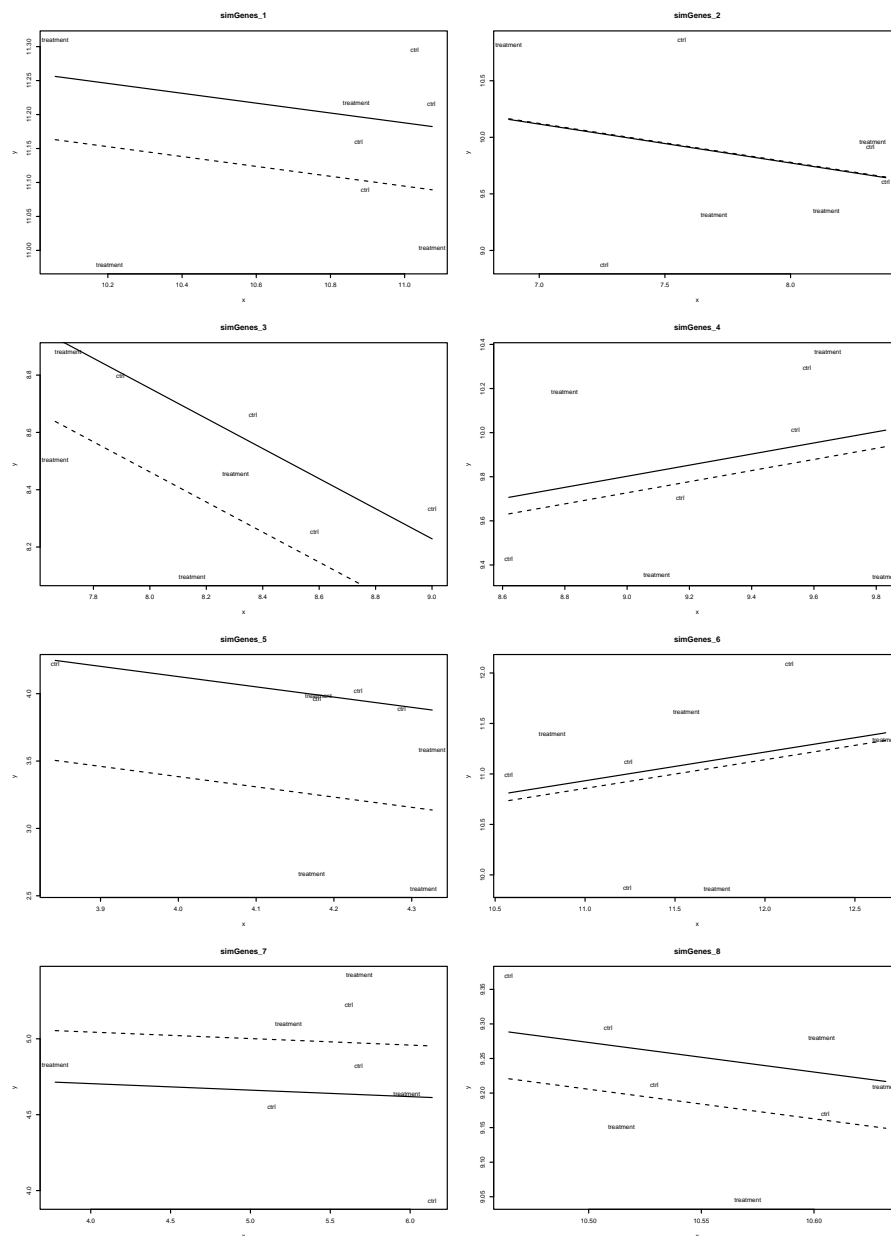 simGenes_1
simGenes_2
treatment
ctrl
treatment
ctrl
ctrl
treatment
ctrl
treatment
treatment
ctrl
treatment
ctrl
ctrl
treatment
treatment
ctrl
11.00 11.05 11.10 11.15 11.20 11.25 11.30
9.0 9.5 10.0 10.5
y
y
10.2 10.4 10.6 10.8 11.0
7.0 7.5 8.0
x
x
simGenes_3
simGenes_4
treatment
ctrl
ctrl
treatment
treatment
ctrl
ctrl
treatment
treatment
ctrl
treatment
ctrl
ctrl
ctrl
treatment
treatment
8.2 8.4 8.6 8.8
9.4 9.6 9.8 10.0 10.2 10.4
y
y
7.8 8.0 8.2 8.4 8.6 8.8 9.0
8.6 8.8 9.0 9.2 9.4 9.6 9.8
x
x
simGenes_5
simGenes_6
ctrl
treatment
ctrl
ctrl
ctrl
treatment
treatment
treatment
ctrl
treatment
treatment
treatm
ctrl
ctrl
ctrl
treatment
2.5 3.0 3.5 4.0
10.0 10.5 11.0 11.5 12.0
y
y
3.9 4.0 4.1 4.2 4.3
10.5 11.0 11.5 12.0 12.5
x
x
simGenes_7
simGenes_8
treatment
ctrl
treatment
treatment
ctrl
treatment
ctrl
ctrl
ctrl
ctrl
treatment
ctrl
treatm
treatment
ctrl
treatment
4.0 4.5 5.0
9.05 9.10 9.15 9.20 9.25 9.30 9.35
y
y
4.0 4.5 5.0 5.5 6.0
10.50 10.55 10.60